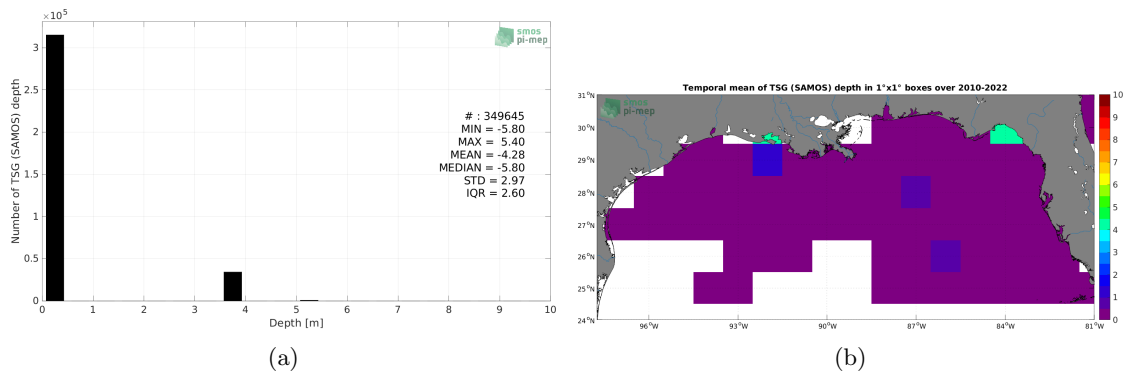 ×10⁵
smos
pi-mep
3
2.5
2
1.5
1
0.5
0
Number of TSG (SAMOS) depth
# : 349645
MIN = -5.80
MAX = 5.40
MEAN = -4.28
MEDIAN = -5.80
STD = 2.97
IQR = 2.60
0 1 2 3 4 5 6 7 8 9 10
Depth [m]
(a)
Temporal mean of TSG (SAMOS) depth in 1°x1° boxes over 2010-2022
smos
pi-mep
31°N
30°N
29°N
28°N
27°N
26°N
25°N
24°N
96°W 93°W 90°W 87°W 84°W 81°W
10
9
8
7
6
5
4
3
2
1
0
(b)